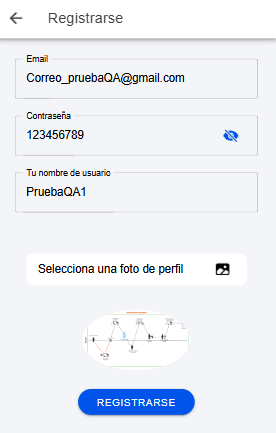 Registrarse
Email
Correo_pruebaQA@gmail.com
Contraseña
123456789
Tu nombre de usuario
PruebaQA1
Selecciona una foto de perfil
REGISTRARSE